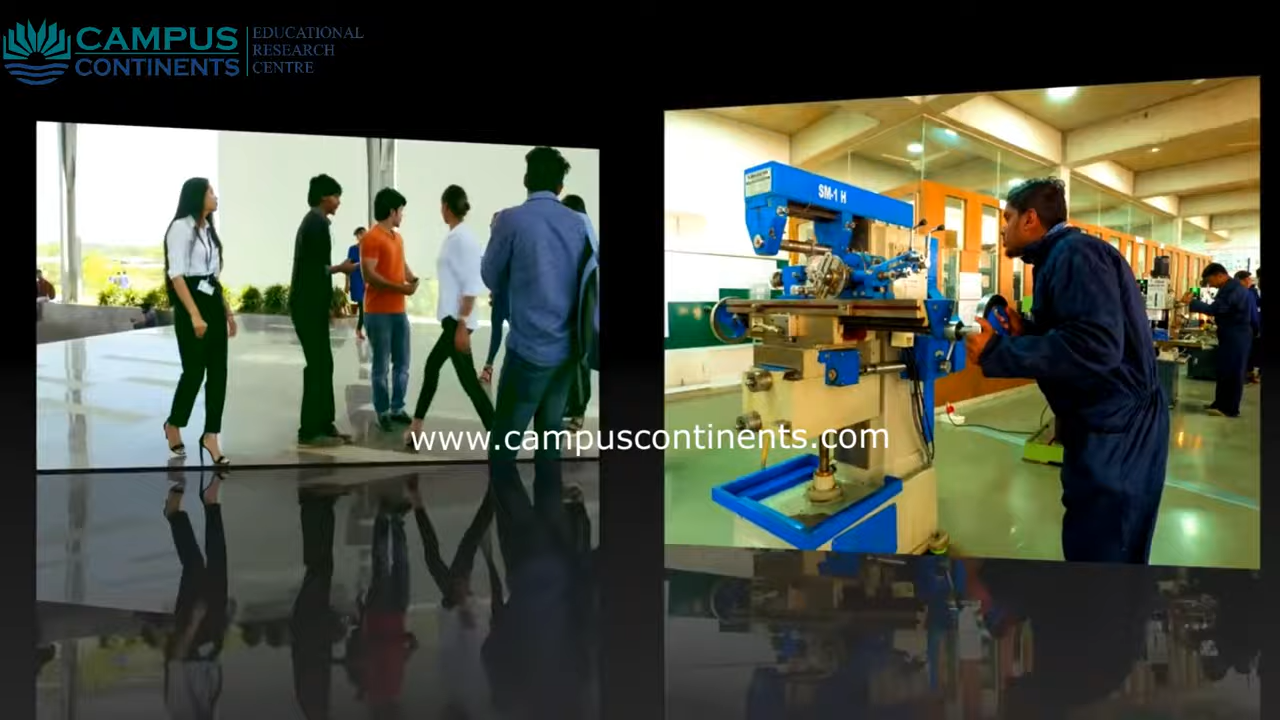 CAMPUS
CONTINENTS
EDUCATIONAL
RESEARCH
CENTRE
SM-1 H
www.campuscontinents.com